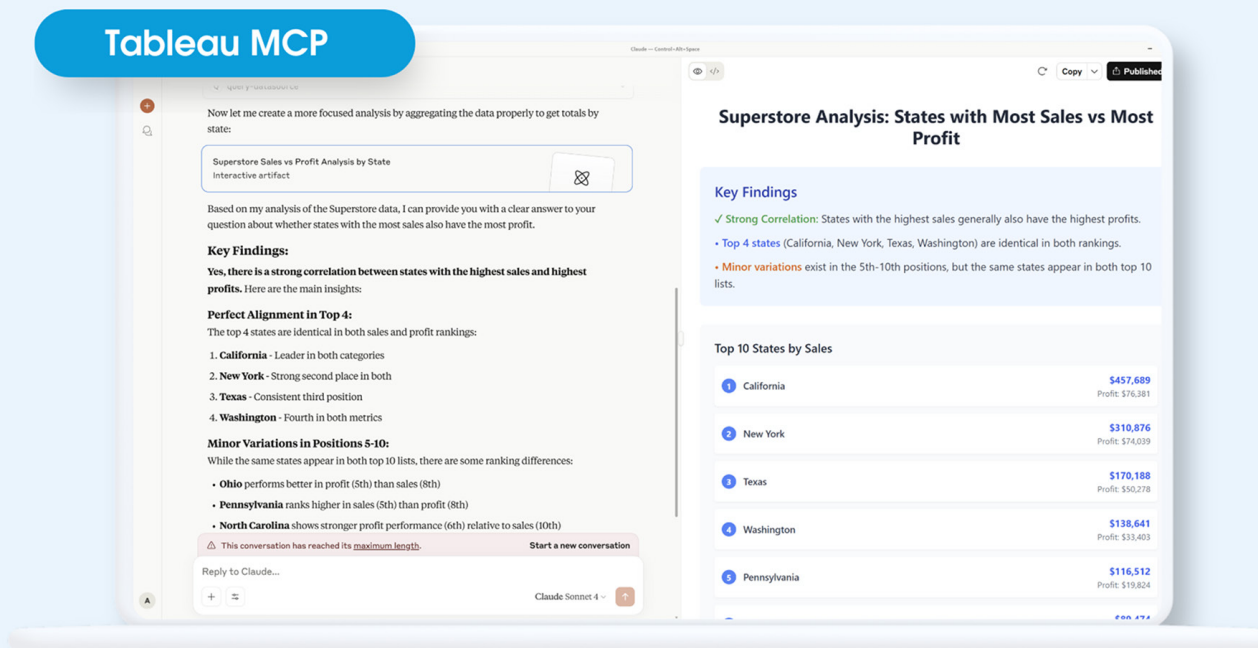 Tableau MCP
Claude — Control+Alt+Space
query-datasource
Now let me create a more focused analysis by aggregating the data properly to get totals by
state:
Superstore Sales vs Profit Analysis by State
Interactive artifact
Based on my analysis of the Superstore data, I can provide you with a clear answer to your
question about whether states with the most sales also have the most profit.
Key Findings:
Yes, there is a strong correlation between states with the highest sales and highest
profits. Here are the main insights:
Perfect Alignment in Top 4:
The top 4 states are identical in both sales and profit rankings:
1. California - Leader in both categories
2. New York - Strong second place in both
3. Texas - Consistent third position
4. Washington - Fourth in both metrics
Minor Variations in Positions 5-10:
While the same states appear in both top 10 lists, there are some ranking differences:
• Ohio performs better in profit (5th) than sales (8th)
• Pennsylvania ranks higher in sales (5th) than profit (8th)
• North Carolina shows stronger profit performance (6th) relative to sales (10th)
This conversation has reached its maximum length.
Start a new conversation
Reply to Claude...
Claude Sonnet 4
A
Copy
Published
Superstore Analysis: States with Most Sales vs Most
Profit
Key Findings
✓ Strong Correlation: States with the highest sales generally also have the highest profits.
• Top 4 states (California, New York, Texas, Washington) are identical in both rankings.
• Minor variations exist in the 5th-10th positions, but the same states appear in both top 10
lists.
Top 10 States by Sales
1 California
$457,689
Profit: $76,381
2 New York
$310,876
Profit: $74,039
3 Texas
$170,188
Profit: $50,278
4 Washington
$138,641
Profit: $33,403
5 Pennsylvania
$116,512
Profit: $19,824